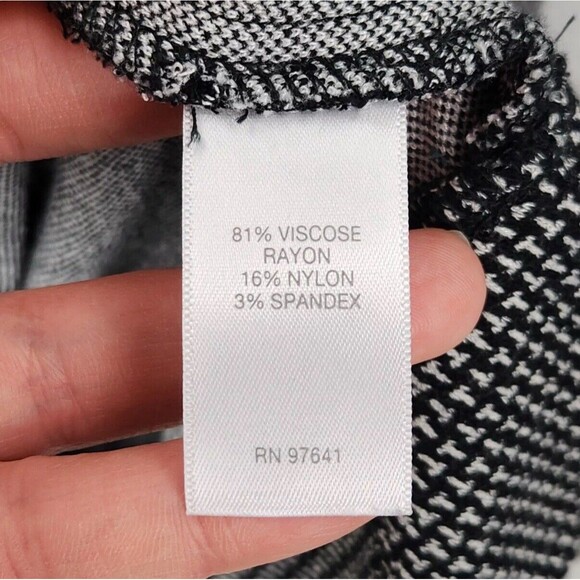 81% VISCOSE
RAYON
16% NYLON
3% SPANDEX
RN 97641